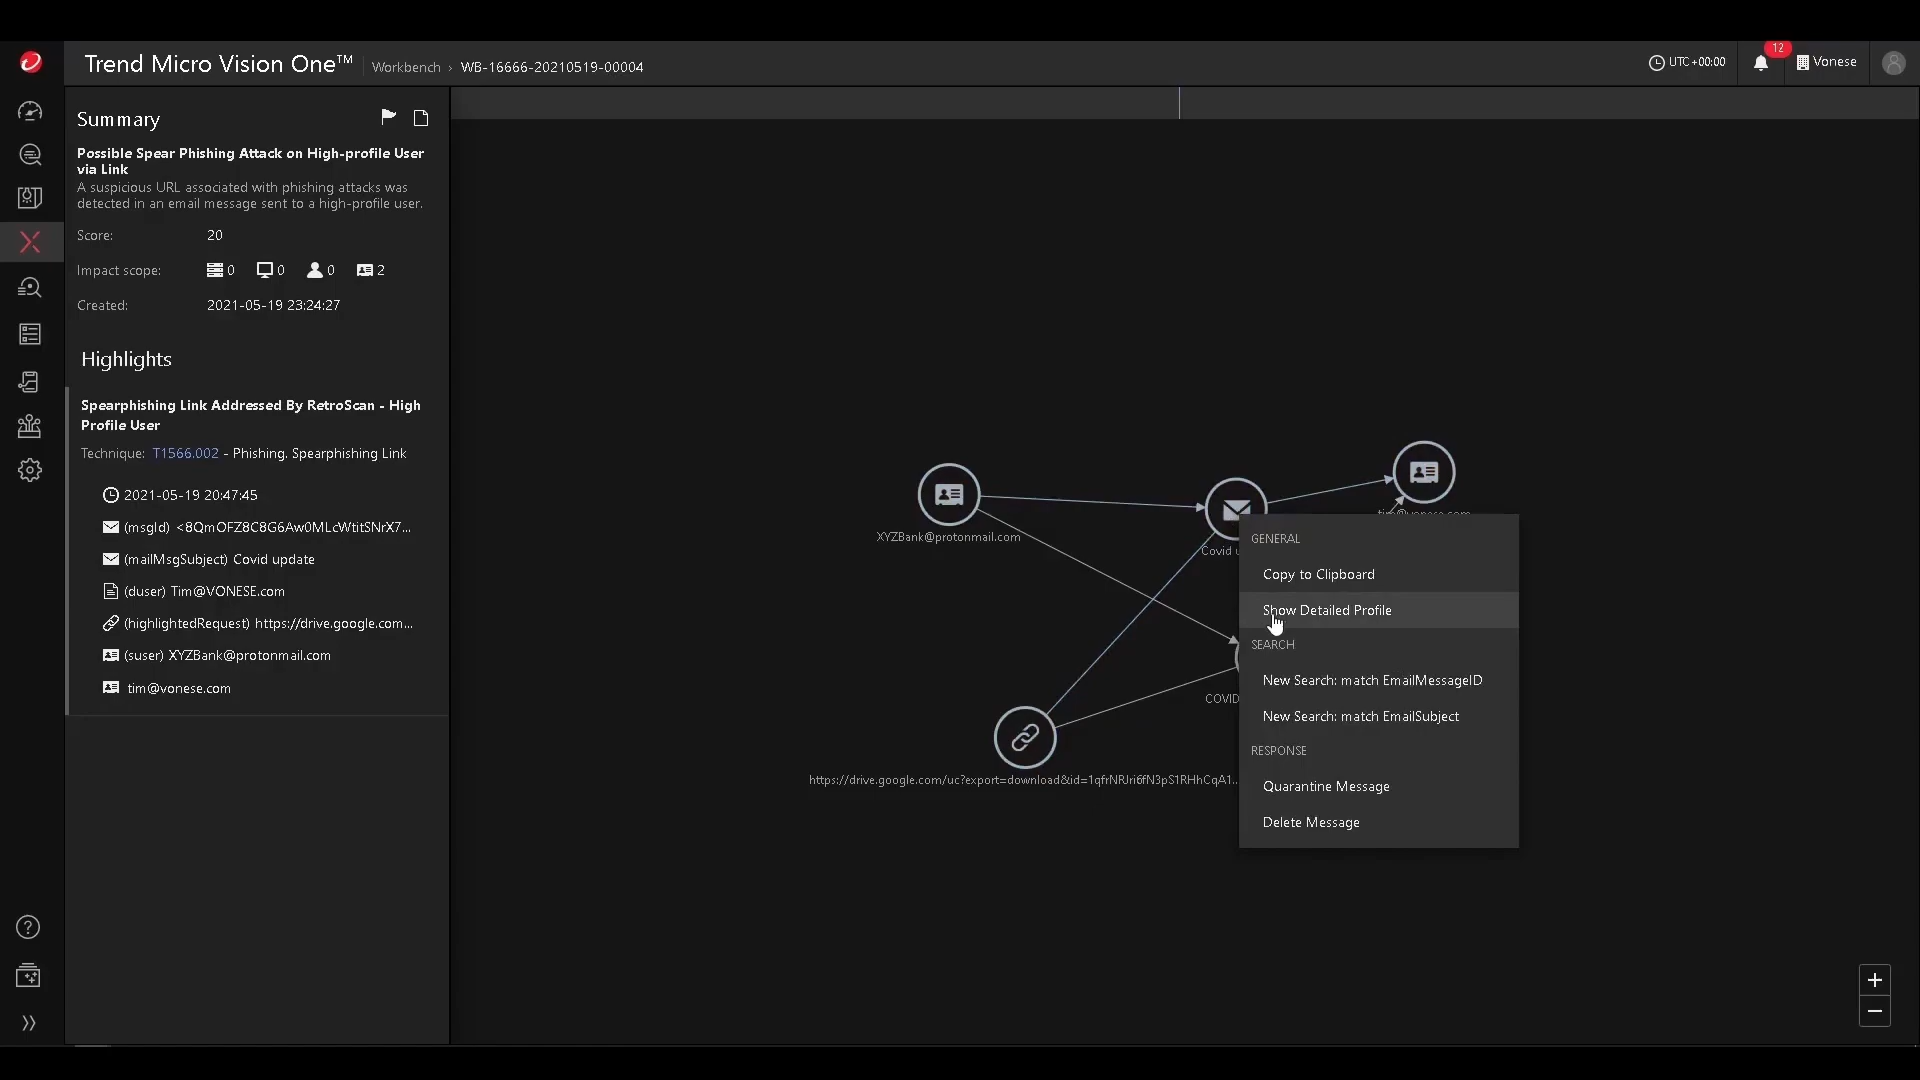 Trend Micro Vision One™
Workbench › WB-16666-20210519-00004
UTC+00:00
12
Vonese
Summary
Possible Spear Phishing Attack on High-profile User
via Link
A suspicious URL associated with phishing attacks was
detected in an email message sent to a high-profile user.
Score: 20
Impact scope: 0 0 0 2
Created: 2021-05-19 23:24:27
Highlights
Spearphishing Link Addressed By RetroScan - High
Profile User
Technique: T1566.002 - Phishing. Spearphishing Link
2021-05-19 20:47:45
(msgId) <8QmOFZ8C8G6Aw0MLcWtitSNrX7...
(mailMsgSubject) Covid update
(duser) Tim@VONESE.com
(highlightedRequest) https://drive.google.com...
(suser) XYZBank@protonmail.com
tim@vonese.com
XYZBank@protonmail.com
tim@vonese.com
Covid u
COVID
https://drive.google.com/uc?export=download&id=1qfrNRJri6fN3pS1RHhCqA1...
GENERAL
Copy to Clipboard
Show Detailed Profile
SEARCH
New Search: match EmailMessageID
New Search: match EmailSubject
RESPONSE
Quarantine Message
Delete Message